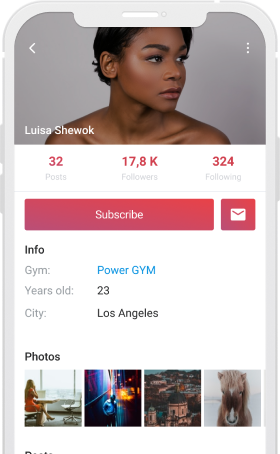 Luisa Shewok
32 17,8 K 324
Posts Followers Following
Subscribe
Info
Gym: Power GYM
Years old: 23
City: Los Angeles
Photos